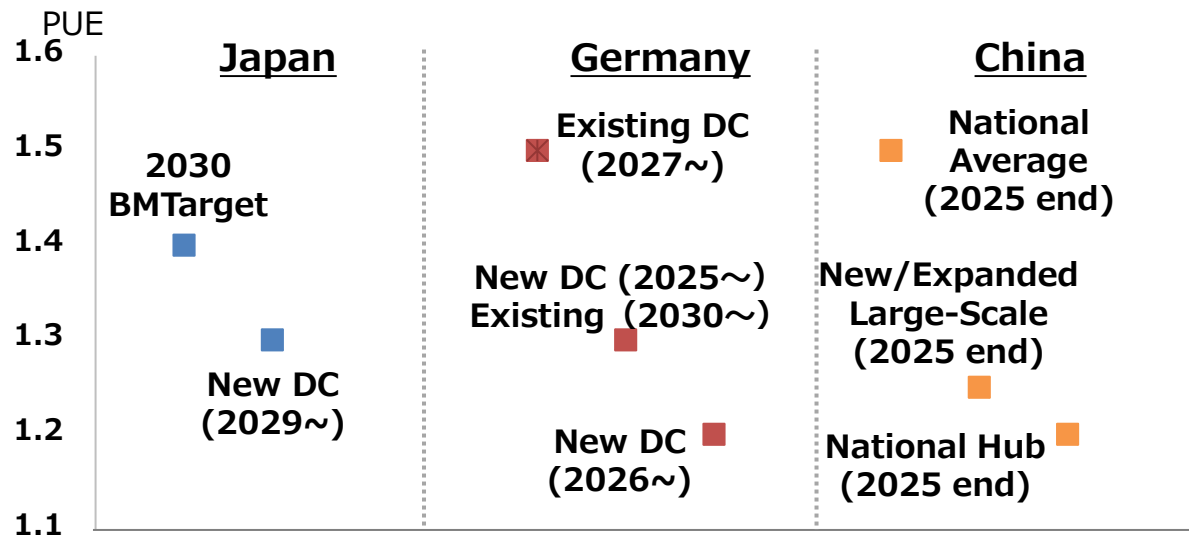 PUE
1.6
1.5
1.4
1.3
1.2
1.1
Japan
2030
BMTarget
New DC
(2029~)
Germany
Existing DC
(2027~)
New DC (2025～)
Existing（2030～）
New DC
(2026~)
China
National
Average
(2025 end)
New/Expanded
Large-Scale
(2025 end)
National Hub
(2025 end)